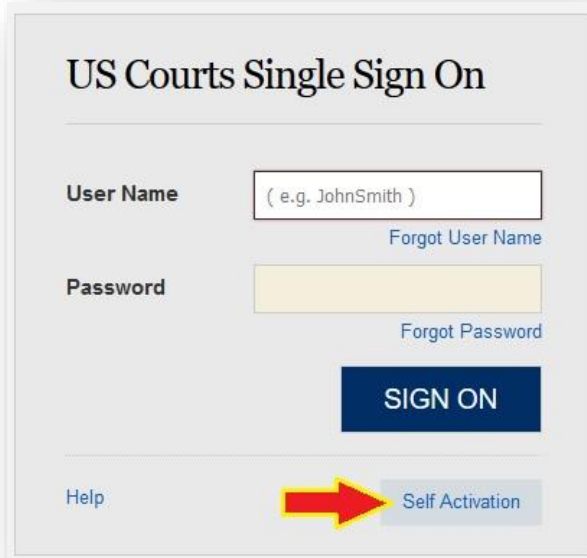 US Courts Single Sign On
User Name
( e.g. JohnSmith )
Forgot User Name
Password
Forgot Password
SIGN ON
Help
Self Activation